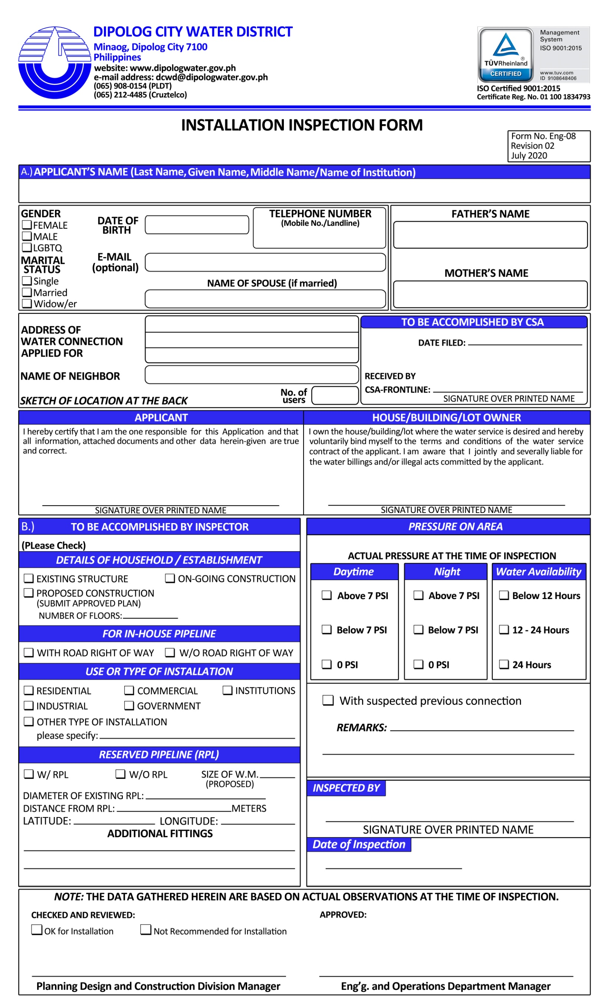 DIPOLOG CITY WATER DISTRICT
Minaog, Dipolog City 7100
Philippines
website: www.dipologwater.gov.ph
e-mail address: dcwd@dipologwater.gov.ph
(065) 908-0154 (PLDT)
(065) 212-4485 (Cruztelco)
TÜVRheinland®
CERTIFIED
Management
System
ISO 9001:2015
www.tuv.com
ID 9108648406
ISO Certified 9001:2015
Certificate Reg. No. 01 100 1834793
INSTALLATION INSPECTION FORM
Form No. Eng-08
Revision 02
July 2020
A.) APPLICANT'S NAME (Last Name, Given Name, Middle Name/Name of Institution)
GENDER
FEMALE
MALE
LGBTQ
MARITAL
STATUS
Single
Married
Widow/er
DATE OF
BIRTH
TELEPHONE NUMBER
(Mobile No./Landline)
E-MAIL
(optional)
NAME OF SPOUSE (if married)
FATHER'S NAME
MOTHER'S NAME
ADDRESS OF
WATER CONNECTION
APPLIED FOR
NAME OF NEIGHBOR
SKETCH OF LOCATION AT THE BACK
No. of
users
TO BE ACCOMPLISHED BY CSA
DATE FILED:
RECEIVED BY
CSA-FRONTLINE:
SIGNATURE OVER PRINTED NAME
APPLICANT
I hereby certify that I am the one responsible for this Application and that
all information, attached documents and other data herein-given are true
and correct.
SIGNATURE OVER PRINTED NAME
HOUSE/BUILDING/LOT OWNER
I own the house/building/lot where the water service is desired and hereby
voluntarily bind myself to the terms and conditions of the water service
contract of the applicant. I am aware that I jointly and severally liable for
the water billings and/or illegal acts committed by the applicant.
SIGNATURE OVER PRINTED NAME
B.) TO BE ACCOMPLISHED BY INSPECTOR
(PLease Check)
DETAILS OF HOUSEHOLD / ESTABLISHMENT
EXISTING STRUCTURE ON-GOING CONSTRUCTION
PROPOSED CONSTRUCTION
(SUBMIT APPROVED PLAN)
NUMBER OF FLOORS:
FOR IN-HOUSE PIPELINE
WITH ROAD RIGHT OF WAY W/O ROAD RIGHT OF WAY
USE OR TYPE OF INSTALLATION
RESIDENTIAL COMMERCIAL INSTITUTIONS
INDUSTRIAL GOVERNMENT
OTHER TYPE OF INSTALLATION
please specify:
RESERVED PIPELINE (RPL)
W/ RPL W/O RPL SIZE OF W.M.
(PROPOSED)
DIAMETER OF EXISTING RPL:
DISTANCE FROM RPL: METERS
LATITUDE: LONGITUDE:
ADDITIONAL FITTINGS
PRESSURE ON AREA
ACTUAL PRESSURE AT THE TIME OF INSPECTION
Daytime Night Water Availability
Above 7 PSI Above 7 PSI Below 12 Hours
Below 7 PSI Below 7 PSI 12 - 24 Hours
0 PSI 0 PSI 24 Hours
With suspected previous connection
REMARKS:
INSPECTED BY
SIGNATURE OVER PRINTED NAME
Date of Inspection
NOTE: THE DATA GATHERED HEREIN ARE BASED ON ACTUAL OBSERVATIONS AT THE TIME OF INSPECTION.
CHECKED AND REVIEWED: APPROVED:
OK for Installation Not Recommended for Installation
Planning Design and Construction Division Manager Eng'g. and Operations Department Manager